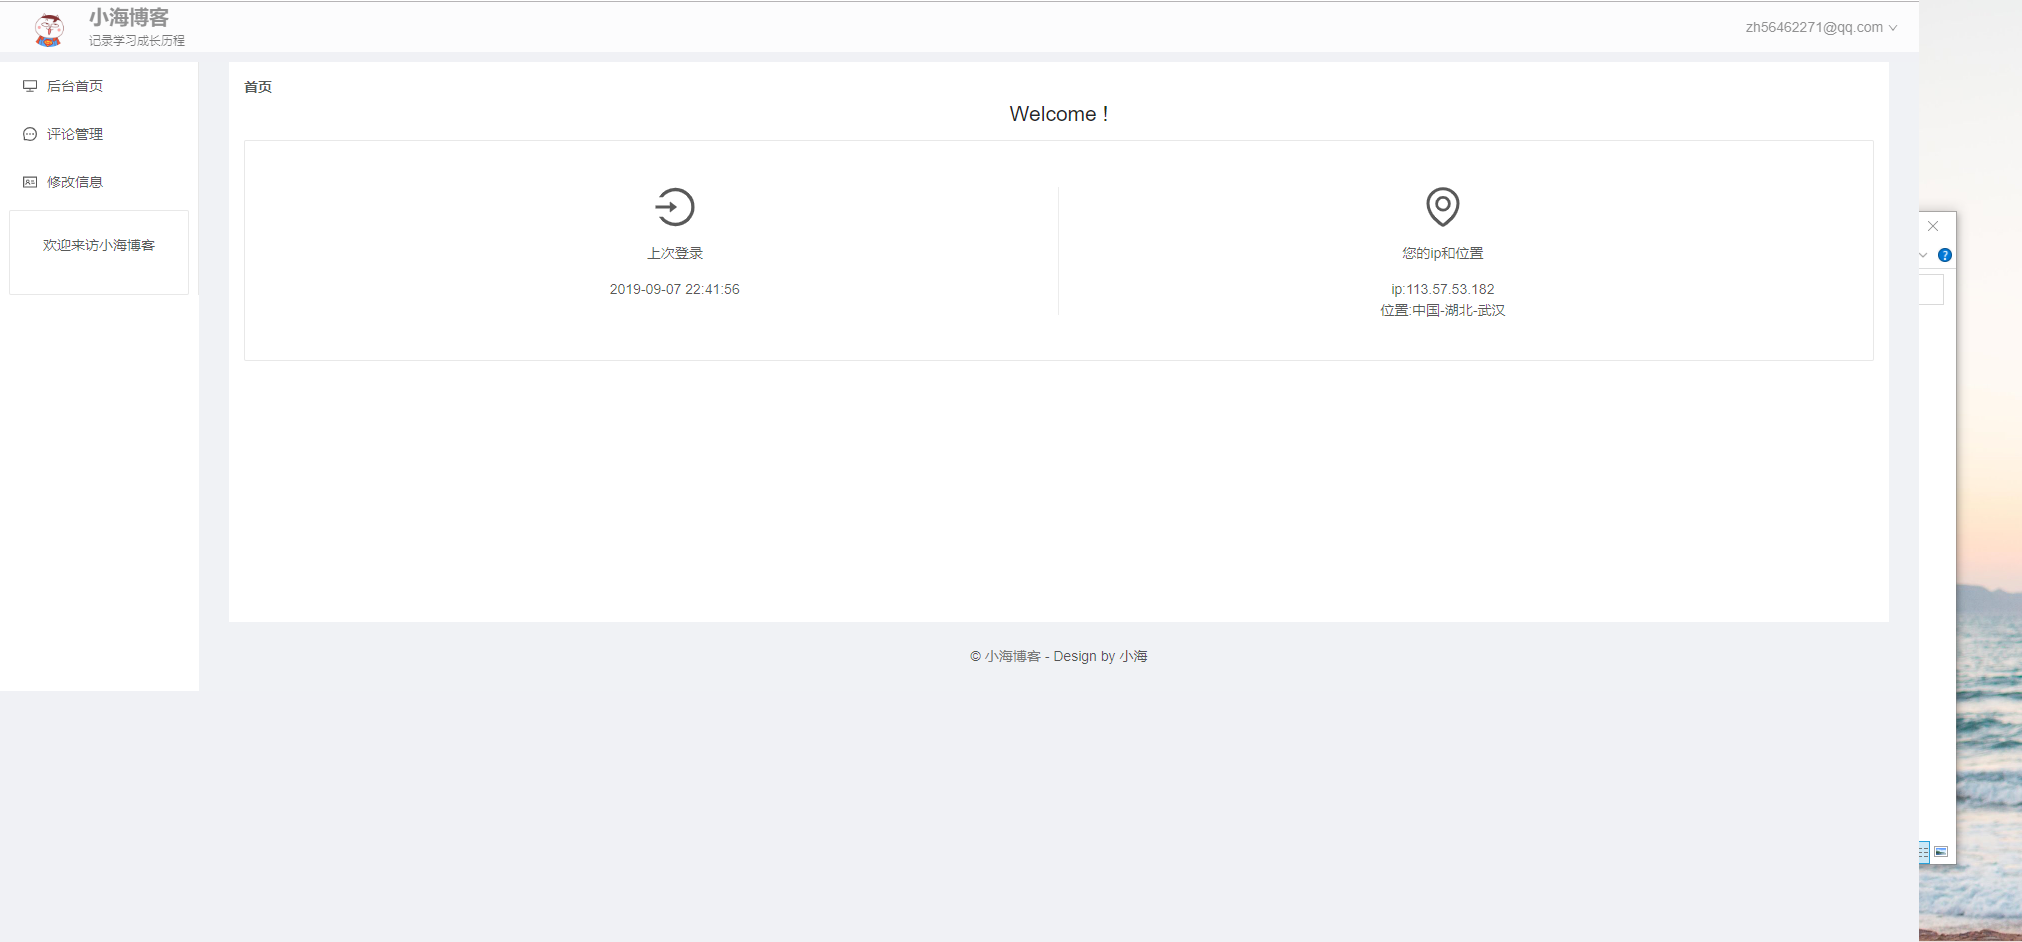 小海博客
记录学习成长历程
zh56462271@qq.com
后台首页
评论管理
修改信息
欢迎来访小海博客
首页
Welcome !
上次登录
2019-09-07 22:41:56
您的ip和位置
ip:113.57.53.182
位置:中国-湖北-武汉
© 小海博客 - Design by 小海